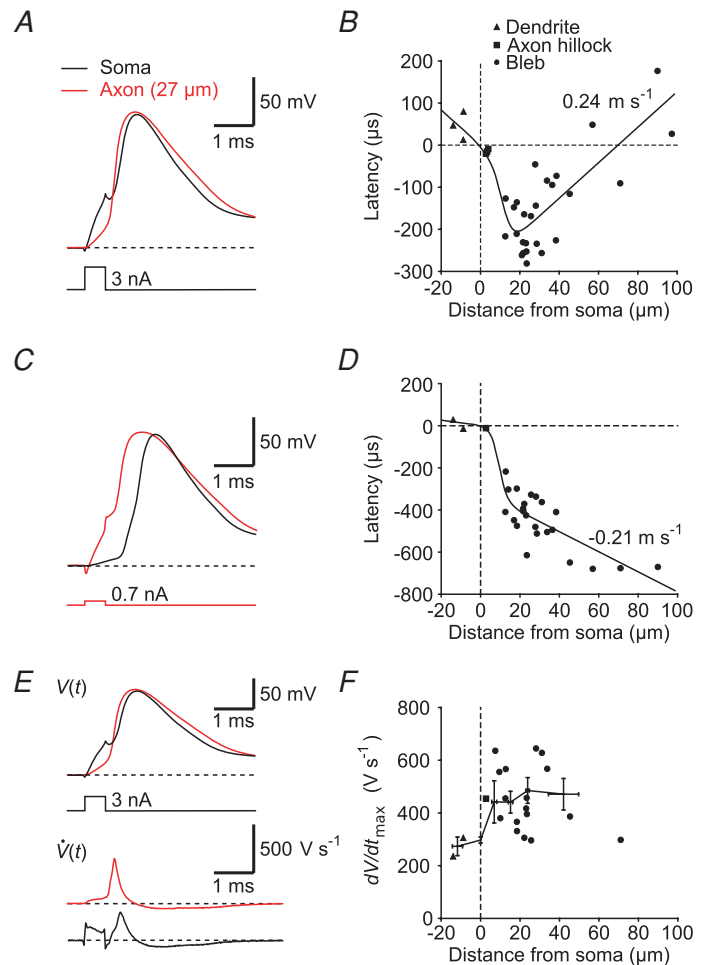 A
Soma
Axon (27 µm)
50 mV
1 ms
3 nA
B
Dendrite
Axon hillock
Bleb
200
100
0
-100
-200
-300
Latency (µs)
0.24 m s⁻¹
-20 0 20 40 60 80 100
Distance from soma (µm)
C
50 mV
1 ms
0.7 nA
D
200
0
-200
-400
-600
-800
Latency (µs)
-0.21 m s⁻¹
-20 0 20 40 60 80 100
Distance from soma (µm)
E
V(t)
50 mV
1 ms
3 nA
V̇(t)
500 V s⁻¹
1 ms
F
800
600
400
200
0
dV/dtmax (V s⁻¹)
-20 0 20 40 60 80 100
Distance from soma (µm)